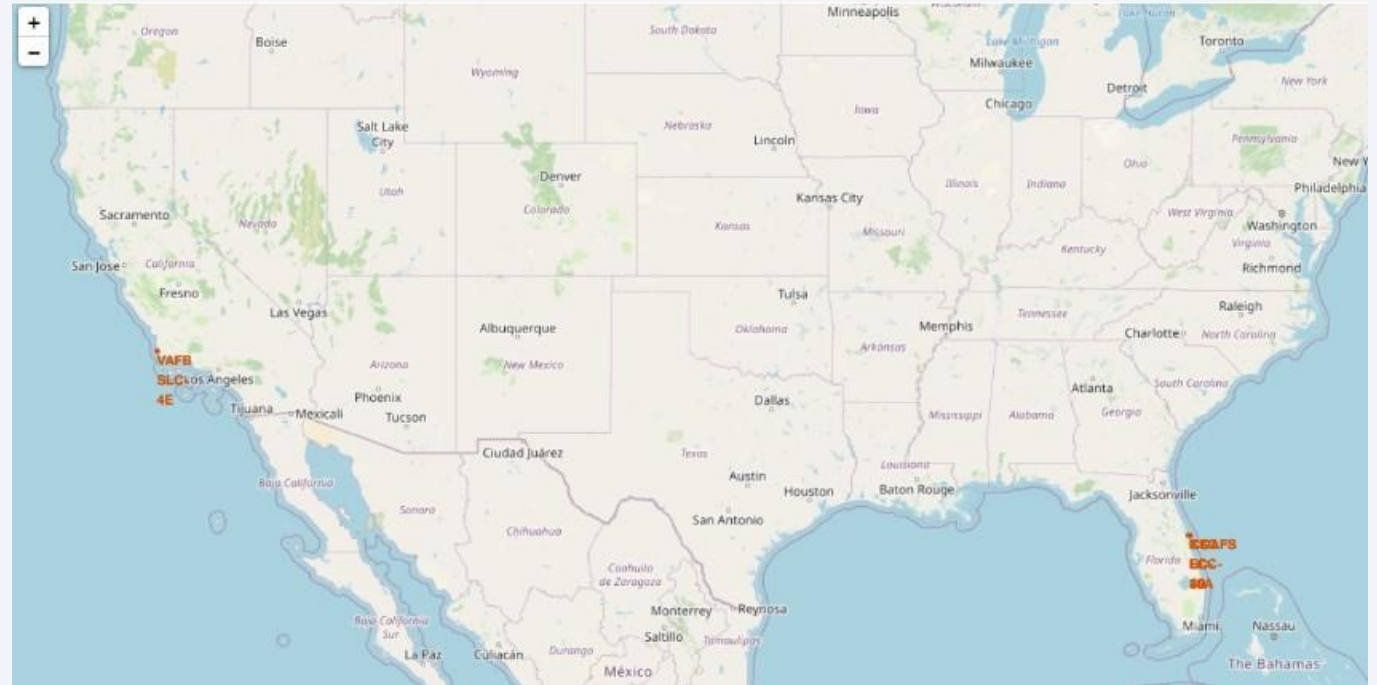 +
−
Minneapolis
Oregon
Boise
South Dakota
Lake Michigan
Toronto
Wyoming
Milwaukee
Detroit
New York
Chicago
Iowa
Salt Lake
City
Nebraska
Lincoln
Pennsylvania
Ohio
New Y
Denver
Illinois
Indiana
Utah
Philadelphia
Kansas City
Colorado
Sacramento
Nevada
West Virginia
Kansas
Missouri
Washington
Virginia
Kentucky
San Jose
California
Richmond
Fresno
Tulsa
Las Vegas
Raleigh
Tennessee
Albuquerque
Oklahoma
Memphis
Charlotte
North Carolina
Arkansas
VAFB
SLC-
4E
Los Angeles
Arizona
New Mexico
South Carolina
Atlanta
Phoenix
Dallas
Tijuana
Mexicali
Tucson
Mississippi
Alabama
Georgia
Ciudad Juárez
Texas
Louisiana
Austin
Baja California
Houston
Baton Rouge
Jacksonville
Sonora
San Antonio
Chihuahua
Florida
Coahuila
de Zaragoza
Monterrey
Reynosa
Baja California
Sur
Miami
Nassau
Saltillo
Tamaulipas
La Paz
Culiacán
Durango
México
The Bahamas